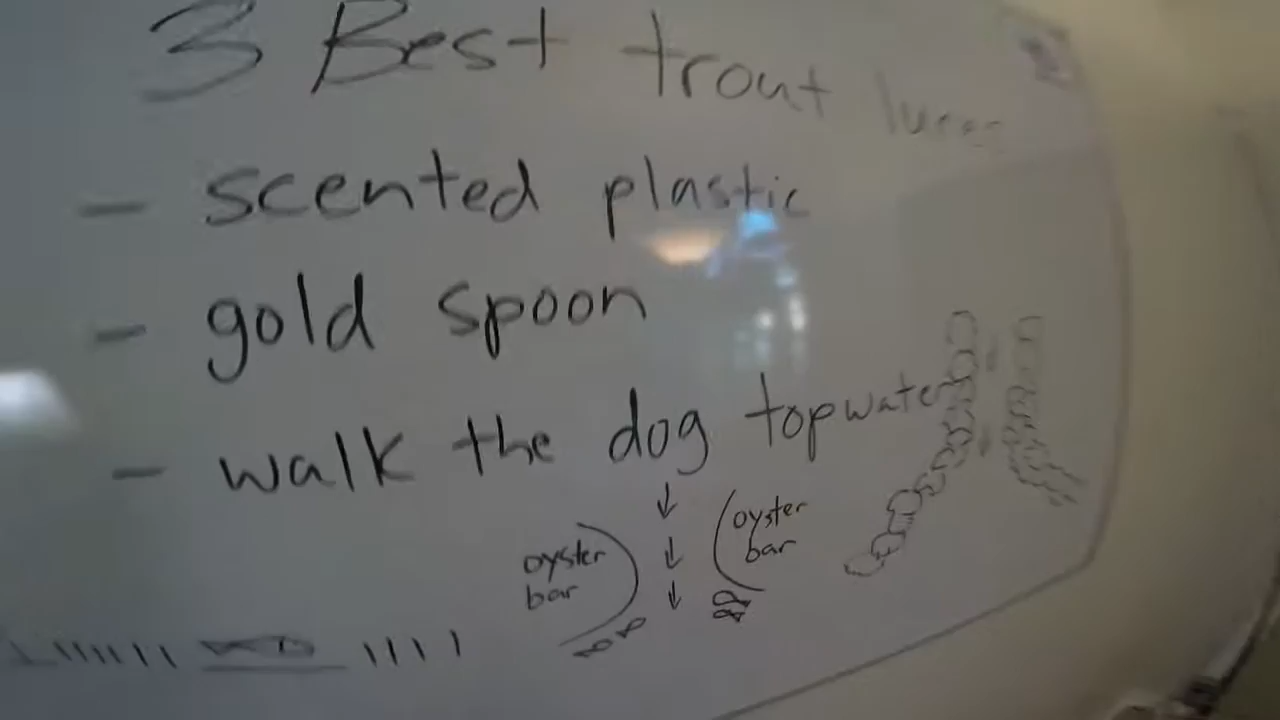 3 Best trout lures
- scented plastic
- gold spoon
- walk the dog topwater
oyster
bar
oyster
bar